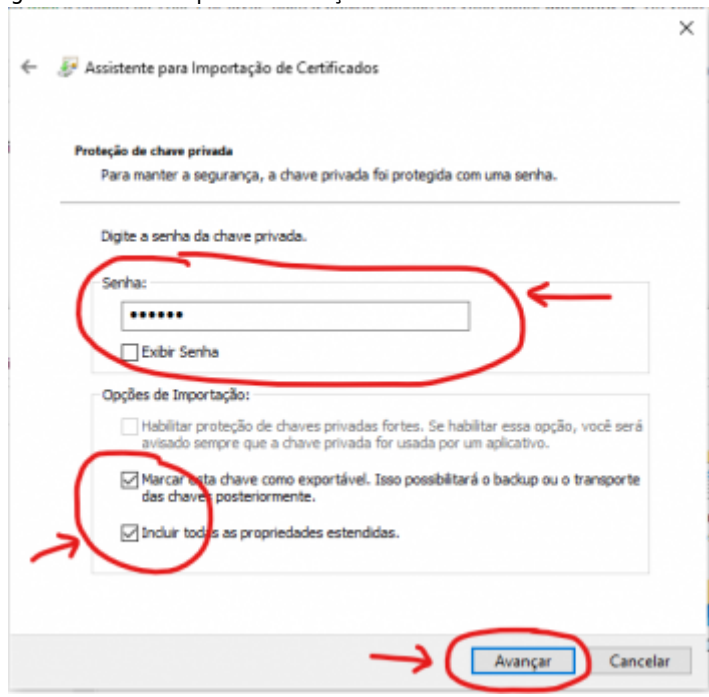 Assistente para Importação de Certificados
Proteção de chave privada
Para manter a segurança, a chave privada foi protegida com uma senha.
Digite a senha da chave privada.
Senha:
••••••
Exibir Senha
Opções de Importação:
Habilitar proteção de chaves privadas fortes. Se habilitar essa opção, você será
avisado sempre que a chave privada for usada por um aplicativo.
Marcar esta chave como exportável. Isso possibilitará o backup ou o transporte
das chaves posteriormente.
Incluir todas as propriedades estendidas.
Avançar Cancelar